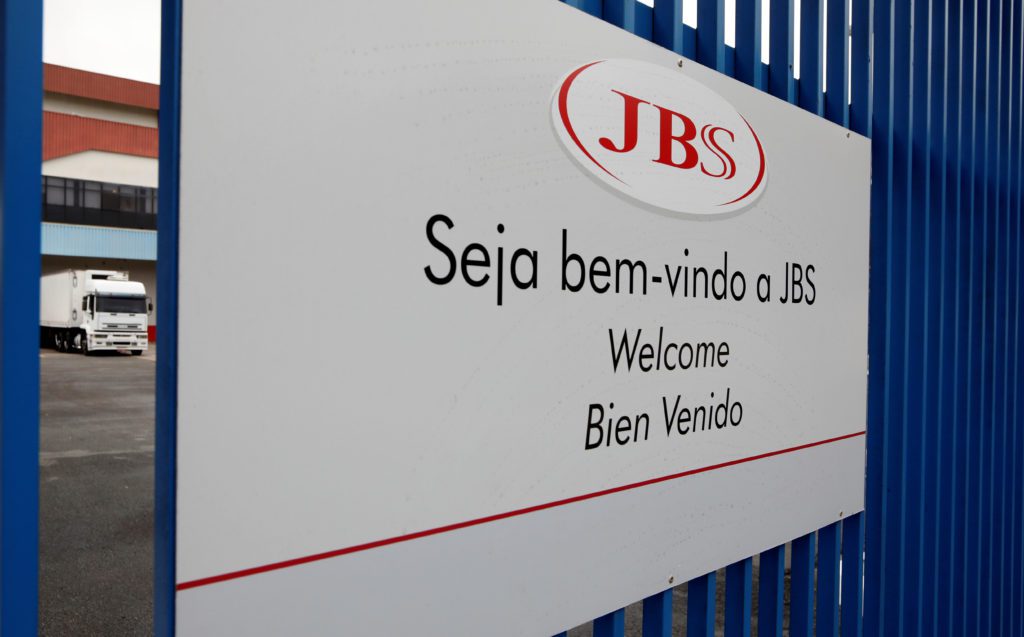 JBS
Seja bem-vindo a JBS
Welcome
Bien Venido